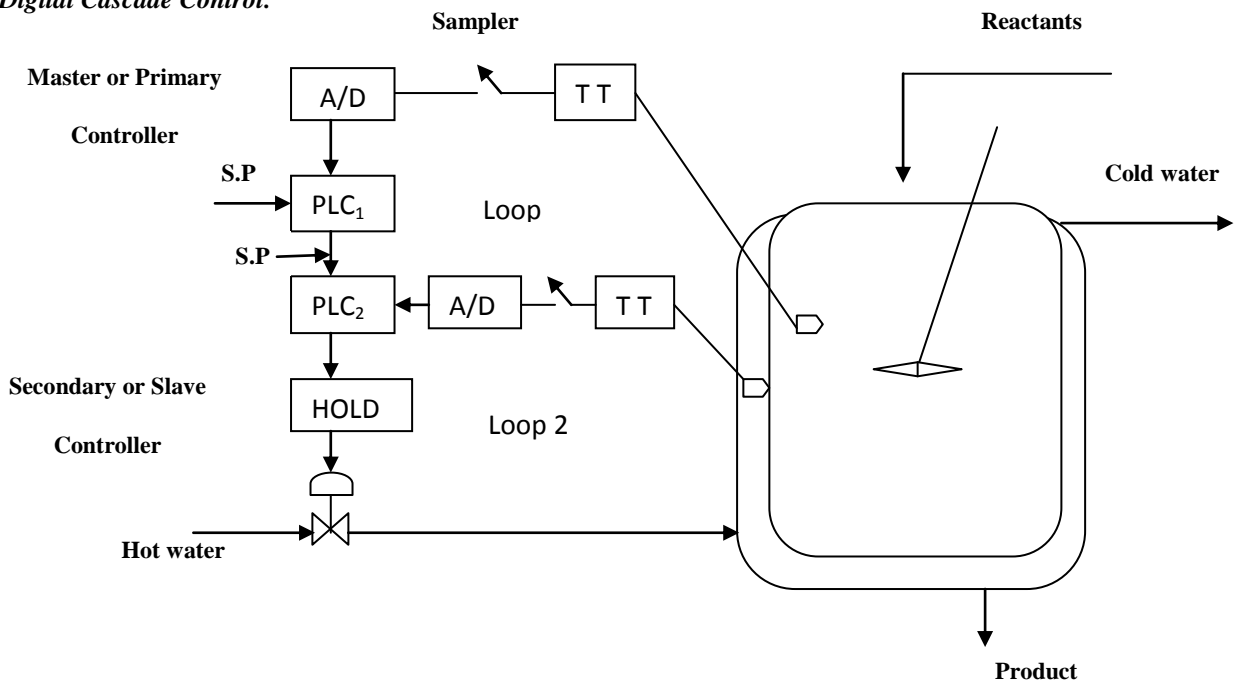 Digital Cascade Control.
Sampler
Reactants
Master or Primary
Controller
A/D
T T
S.P
PLC₁
Loop
Cold water
S.P
PLC₂
A/D
T T
Secondary or Slave
Controller
HOLD
Loop 2
Hot water
Product